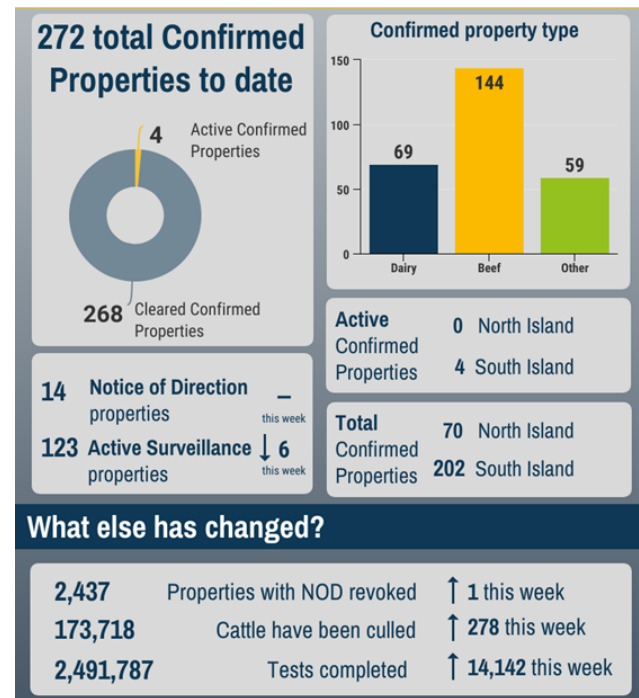 272 total Confirmed
Properties to date
4
Active Confirmed
Properties
268 Cleared Confirmed
Properties
Confirmed property type
150
100
50
0
69
144
59
Dairy
Beef
Other
Active
Confirmed
Properties
0 North Island
4 South Island
14 Notice of Direction
properties
–
this week
123 Active Surveillance ↓ 6
properties
this week
Total
Confirmed
Properties
70 North Island
202 South Island
What else has changed?
2,437 Properties with NOD revoked ↑ 1 this week
173,718 Cattle have been culled ↑ 278 this week
2,491,787 Tests completed ↑ 14,142 this week